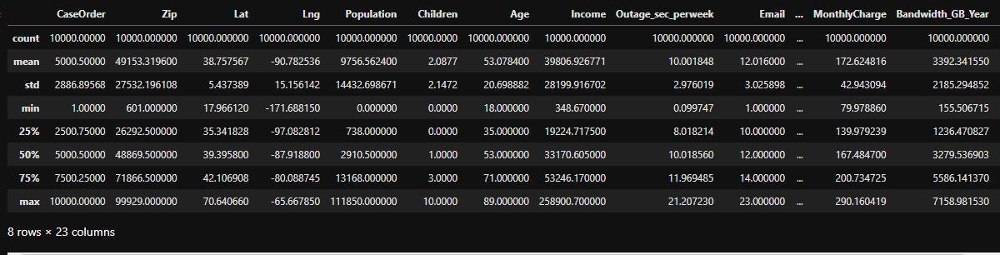 CaseOrder Zip Lat Lng Population Children Age Income Outage_sec_perweek Email ... MonthlyCharge Bandwidth_GB_Year
count 10000.00000 10000.000000 10000.000000 10000.000000 10000.000000 10000.0000 10000.000000 10000.000000 10000.000000 10000.000000 ... 10000.000000 10000.000000
mean 5000.50000 49153.319600 38.757567 -90.782536 9756.562400 2.0877 53.078400 39806.926771 10.001848 12.016000 ... 172.624816 3392.341550
std 2886.89568 27532.196108 5.437389 15.156142 14432.698671 2.1472 20.698882 28199.916702 2.976019 3.025898 ... 42.943094 2185.294852
min 1.00000 601.000000 17.966120 -171.688150 0.000000 0.0000 18.000000 348.670000 0.099747 1.000000 ... 79.978860 155.506715
25% 2500.75000 26292.500000 35.341828 -97.082812 738.000000 0.0000 35.000000 19224.717500 8.018214 10.000000 ... 139.979239 1236.470827
50% 5000.50000 48869.500000 39.395800 -87.918800 2910.500000 1.0000 53.000000 33170.605000 10.018560 12.000000 ... 167.484700 3279.536903
75% 7500.25000 71866.500000 42.106908 -80.088745 13168.000000 3.0000 71.000000 53246.170000 11.969485 14.000000 ... 200.734725 5586.141370
max 10000.00000 99929.000000 70.640660 -65.667850 111850.000000 10.0000 89.000000 258900.700000 21.207230 23.000000 ... 290.160419 7158.981530
8 rows × 23 columns